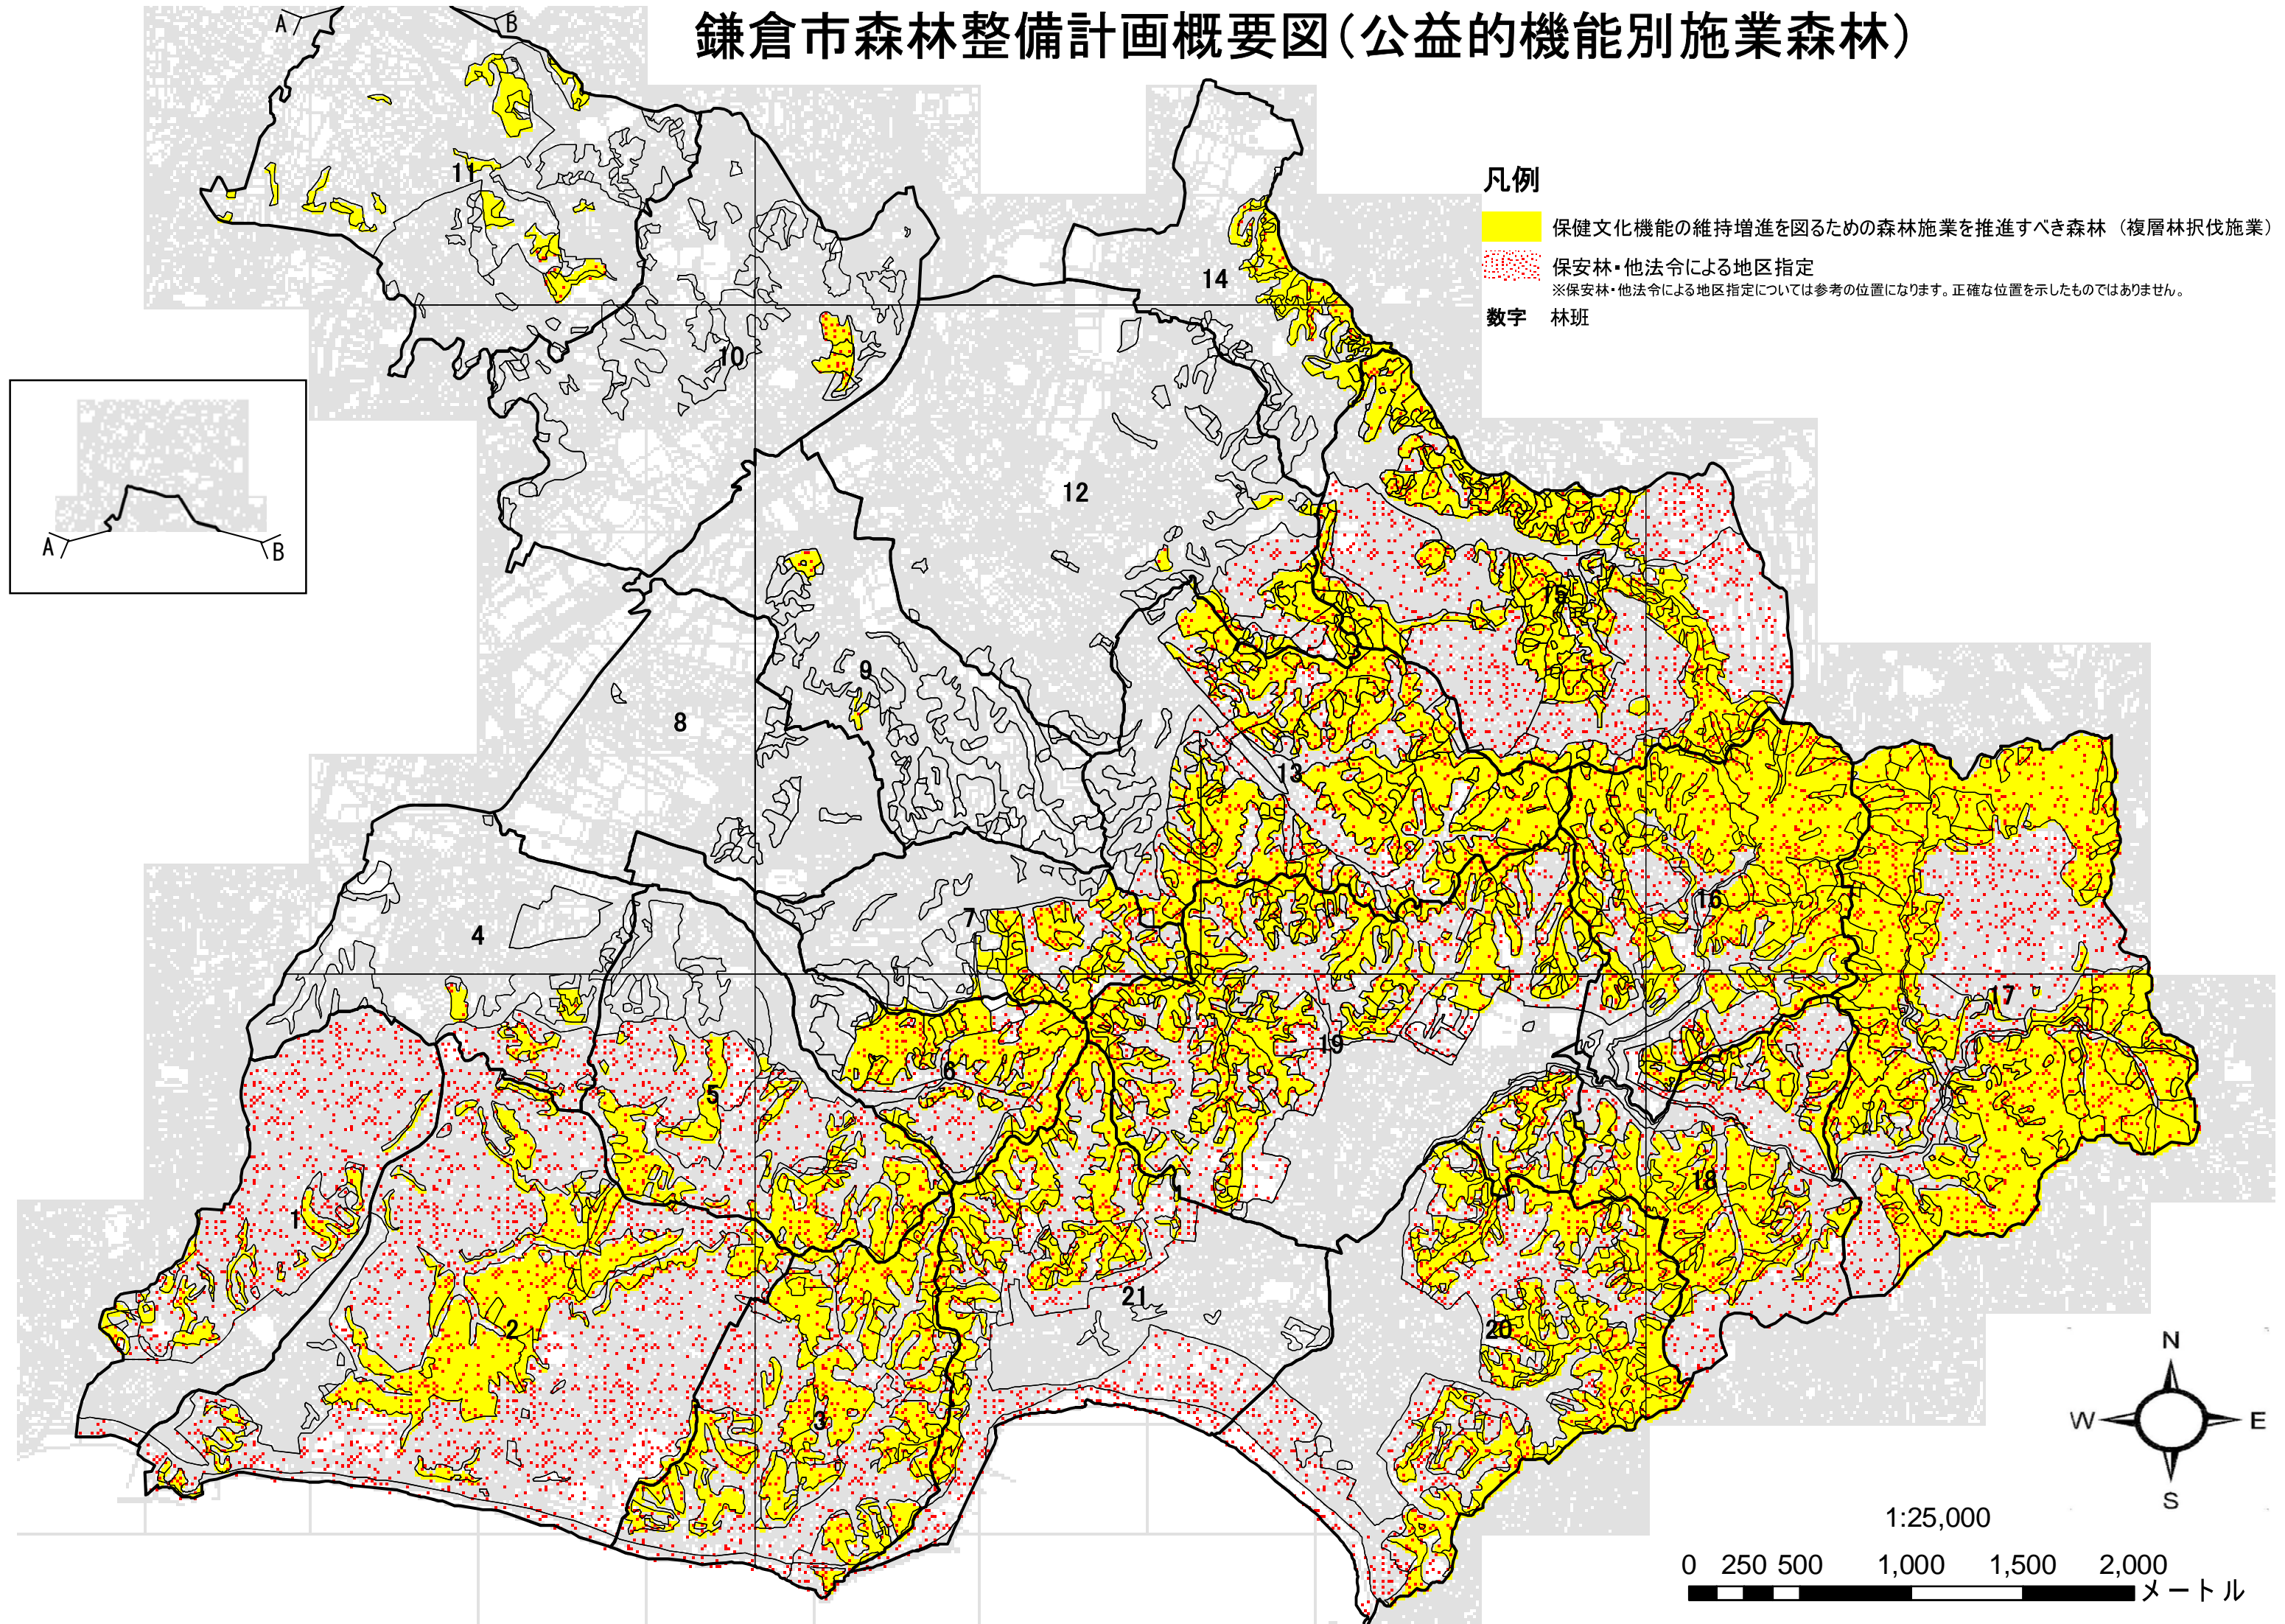 鎌倉市森林整備計画概要図(公益的機能別施業森林)
A
B
凡例
保健文化機能の維持増進を図るための森林施業を推進すべき森林 (複層林択伐施業)
保安林・他法令による地区指定
※保安林・他法令による地区指定については参考の位置になります。正確な位置を示したものではありません。
数字 林班
11
14
10
12
A
B
15
9
8
13
16
7
4
17
19
6
5
18
1
21
2
20
3
N
W
E
S
1:25,000
0 250 500 1,000 1,500 2,000
メートル